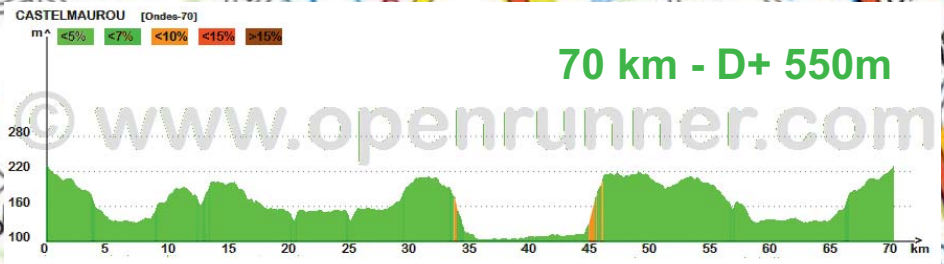 CASTELMAUROU [Ondes-70]
m <5% <7% <10% <15% >15%
70 km - D+ 550m
© www.openrunner.com
280
220
160
100
0 5 10 15 20 25 30 35 40 45 50 55 60 65 70 km